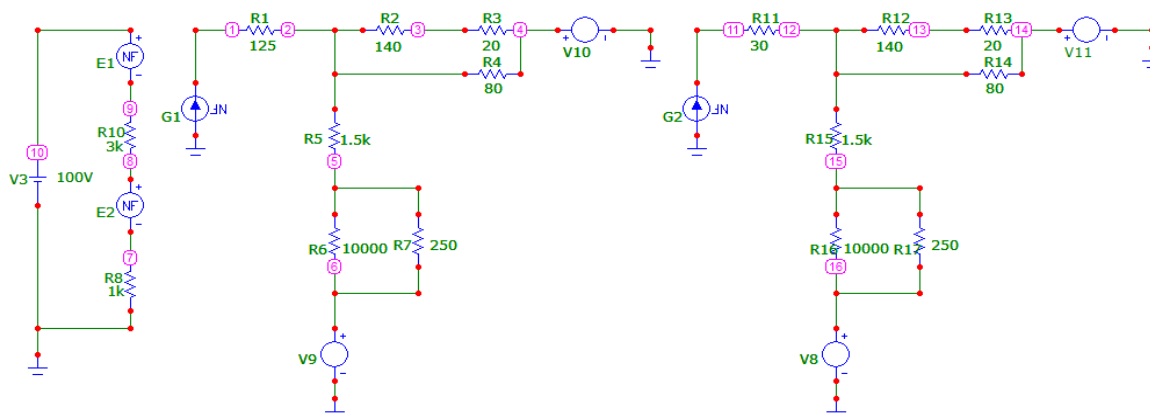 R1
R2
R3
R11
R12
R13
1
2
3
4
11
12
13
14
125
140
20
30
140
20
E1
NF
V10
V11
R4
R14
80
80
9
G1
NF
G2
NF
R10
3k
R5
1.5k
R15
1.5k
10
8
5
15
V3
100V
E2
NF
R6
10000
R7
250
R16
10000
R17
250
7
6
16
R8
1k
V9
V8